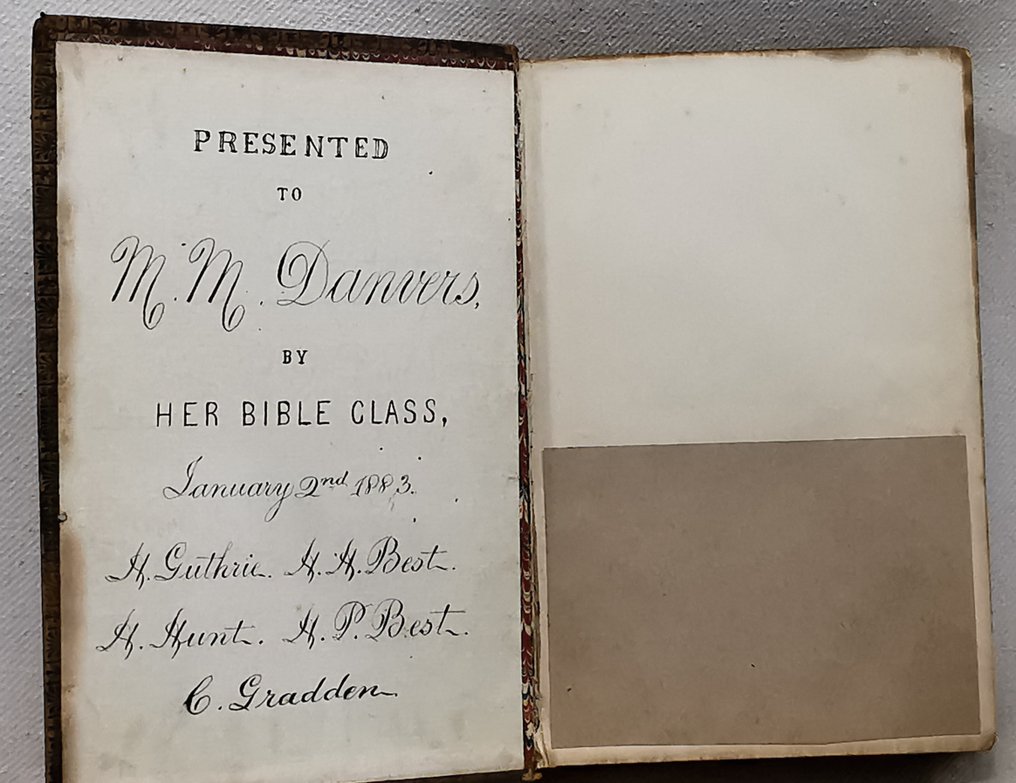 PRESENTED
TO
M. M. Danvers,
BY
HER BIBLE CLASS,
January 2nd 1883.
H. Guthrie. H. H. Best.
H. Hunt. H. P. Best.
C. Gradden